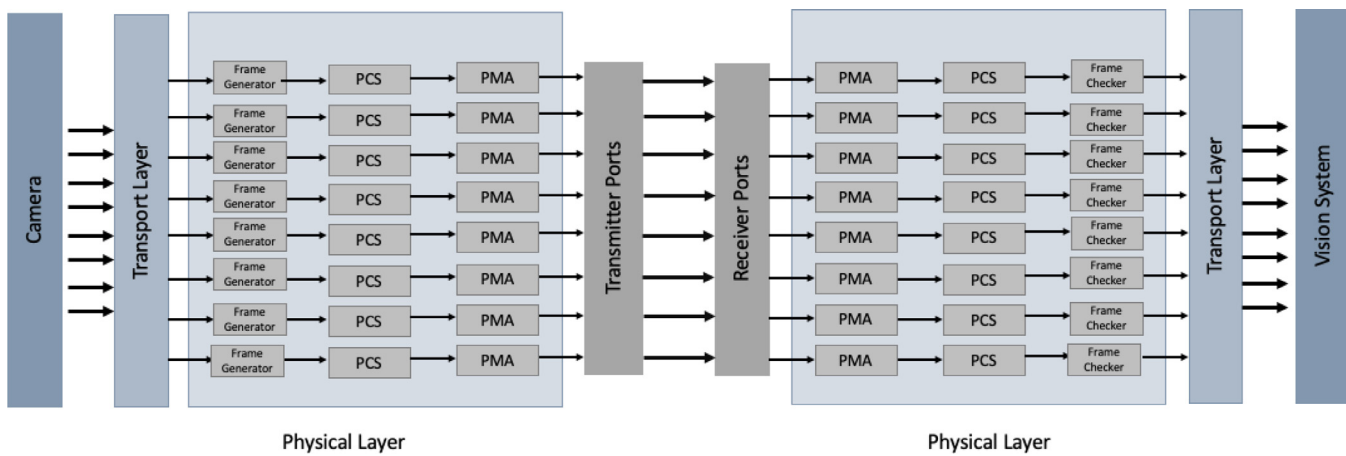 Camera
Transport Layer
Frame
Generator
PCS
PMA
Frame
Generator
PCS
PMA
Frame
Generator
PCS
PMA
Frame
Generator
PCS
PMA
Frame
Generator
PCS
PMA
Frame
Generator
PCS
PMA
Frame
Generator
PCS
PMA
Frame
Generator
PCS
PMA
Physical Layer
Transmitter Ports
Receiver Ports
PMA
PCS
Frame
Checker
PMA
PCS
Frame
Checker
PMA
PCS
Frame
Checker
PMA
PCS
Frame
Checker
PMA
PCS
Frame
Checker
PMA
PCS
Frame
Checker
PMA
PCS
Frame
Checker
PMA
PCS
Frame
Checker
Physical Layer
Transport Layer
Vision System